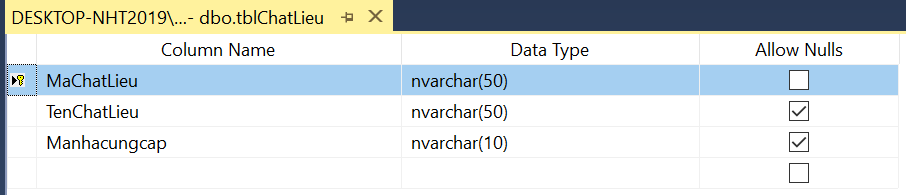 DESKTOP-NHT2019\...- dbo.tblChatLieu
Column Name Data Type Allow Nulls
MaChatLieu nvarchar(50)
TenChatLieu nvarchar(50)
Manhacungcap nvarchar(10)